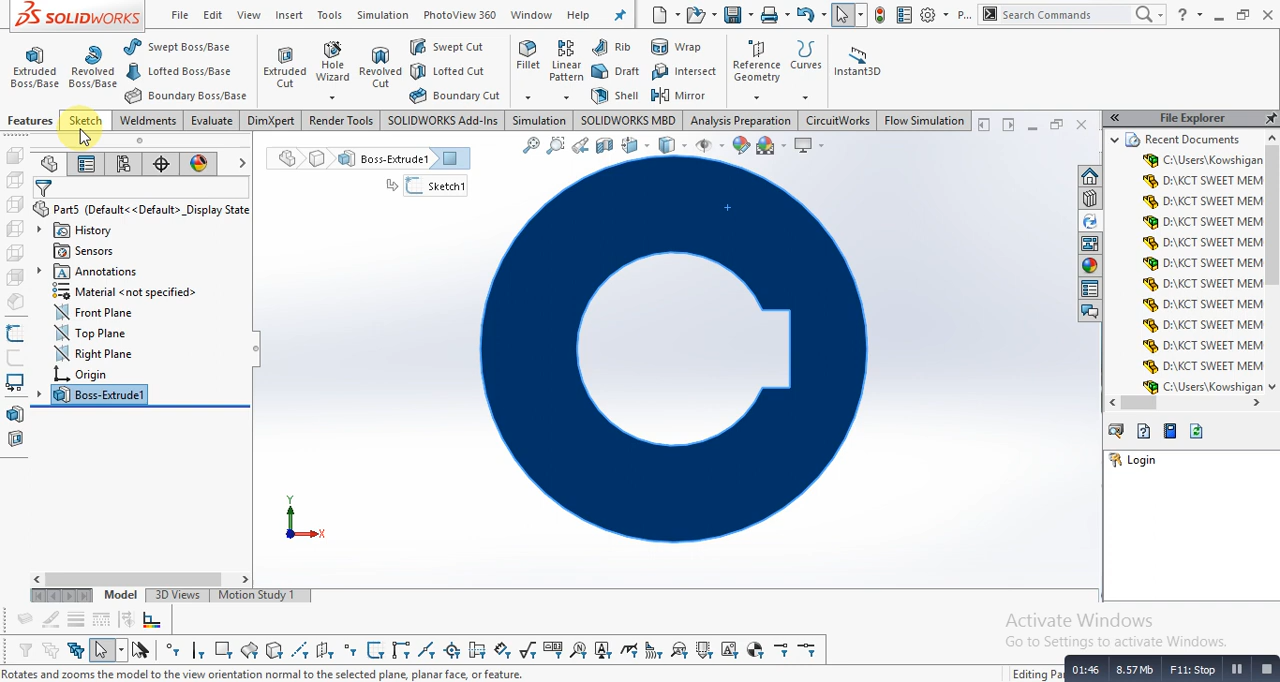 SOLIDWORKS
File Edit View Insert Tools Simulation PhotoView 360 Window Help P... Search Commands ?
Extruded Boss/Base
Revolved Boss/Base
Swept Boss/Base
Lofted Boss/Base
Boundary Boss/Base
Extruded Cut
Hole Wizard
Revolved Cut
Swept Cut
Lofted Cut
Boundary Cut
Fillet
Linear Pattern
Rib
Draft
Shell
Wrap
Intersect
Mirror
Reference Geometry
Curves
Instant3D
Features Sketch Weldments Evaluate DimXpert Render Tools SOLIDWORKS Add-Ins Simulation SOLIDWORKS MBD Analysis Preparation CircuitWorks Flow Simulation
File Explorer
Part5 (Default<<Default>_Display State
History
Sensors
Annotations
Material <not specified>
Front Plane
Top Plane
Right Plane
Origin
Boss-Extrude1
Boss-Extrude1
Sketch1
Y
X
Recent Documents
C:\Users\Kowshigan
D:\KCT SWEET MEM
D:\KCT SWEET MEM
D:\KCT SWEET MEM
D:\KCT SWEET MEM
D:\KCT SWEET MEM
D:\KCT SWEET MEM
D:\KCT SWEET MEM
D:\KCT SWEET MEM
D:\KCT SWEET MEM
D:\KCT SWEET MEM
C:\Users\Kowshigan
Login
Model 3D Views Motion Study 1
Activate Windows
Go to Settings to activate Windows.
Rotates and zooms the model to the view orientation normal to the selected plane, planar face, or feature.
Editing Pa
01:46 8.57Mb F11: Stop